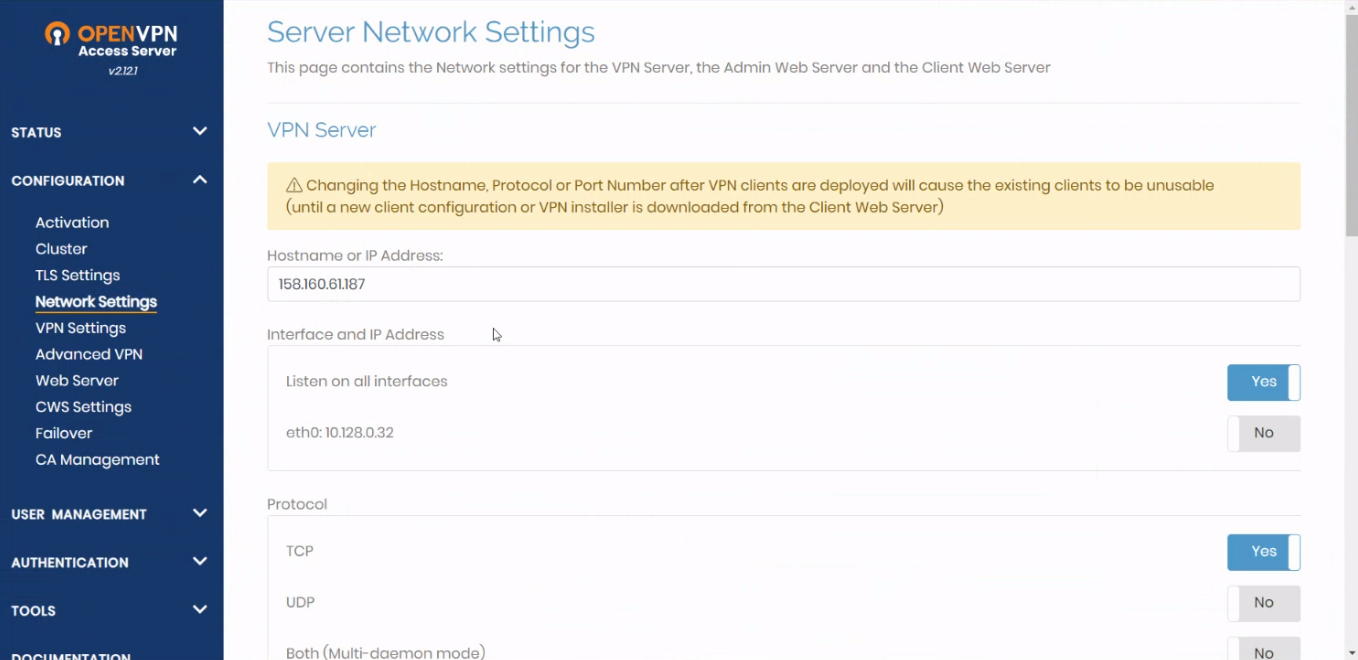 OPENVPN
Access Server
v2.12.1
STATUS
CONFIGURATION
Activation
Cluster
TLS Settings
Network Settings
VPN Settings
Advanced VPN
Web Server
CWS Settings
Failover
CA Management
USER MANAGEMENT
AUTHENTICATION
TOOLS
DOCUMENTATION
Server Network Settings
This page contains the Network settings for the VPN Server, the Admin Web Server and the Client Web Server
VPN Server
Changing the Hostname, Protocol or Port Number after VPN clients are deployed will cause the existing clients to be unusable
(until a new client configuration or VPN installer is downloaded from the Client Web Server)
Hostname or IP Address:
158.160.61.187
Interface and IP Address
Listen on all interfaces
Yes
eth0: 10.128.0.32
No
Protocol
TCP
Yes
UDP
No
Both (Multi-daemon mode)
No